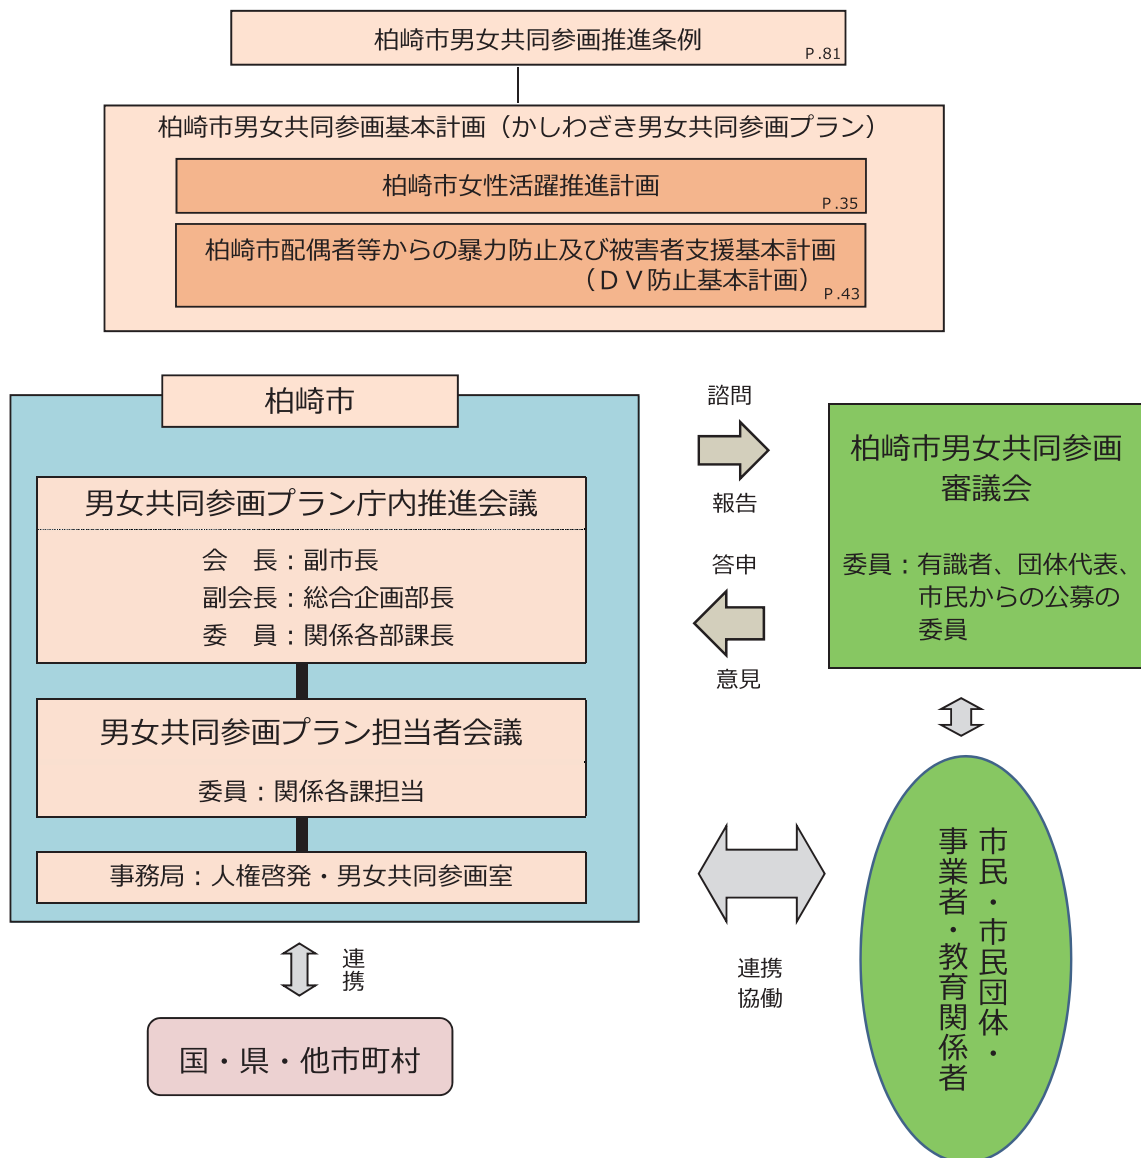 柏崎市男女共同参画推進条例
P.81
柏崎市男女共同参画基本計画（かしわざき男女共同参画プラン）
柏崎市女性活躍推進計画
P.35
柏崎市配偶者等からの暴力防止及び被害者支援基本計画
（ＤＶ防止基本計画）
P.43
柏崎市
男女共同参画プラン庁内推進会議
会　長：副市長
副会長：総合企画部長
委　員：関係各部課長
男女共同参画プラン担当者会議
委員：関係各課担当
事務局：人権啓発・男女共同参画室
諮問
報告
答申
意見
柏崎市男女共同参画
審議会
委員：有識者、団体代表、
市民からの公募の
委員
連携
協働
市民・市民団体・
事業者・教育関係者
連携
国・県・他市町村